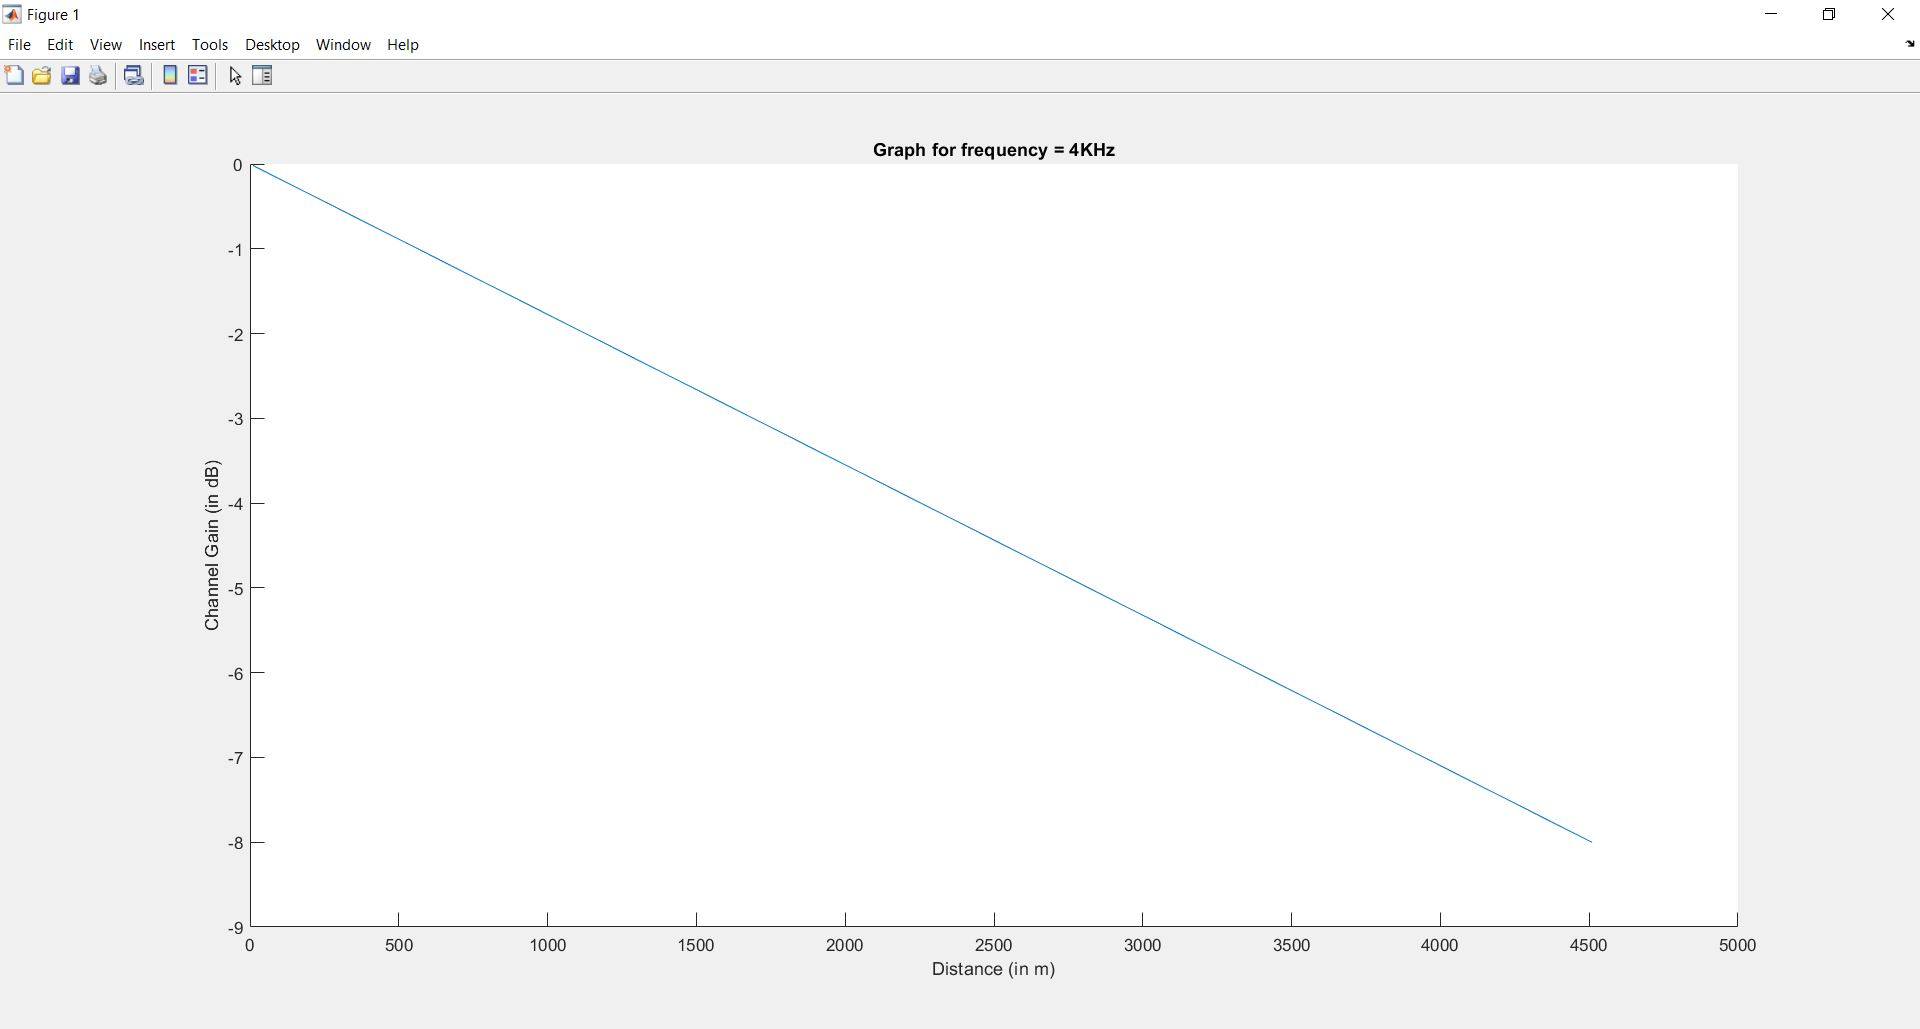 Figure 1
File Edit View Insert Tools Desktop Window Help
Graph for frequency = 4KHz
0
-1
-2
-3
-4
-5
-6
-7
-8
-9
Channel Gain (in dB)
0 500 1000 1500 2000 2500 3000 3500 4000 4500 5000
Distance (in m)